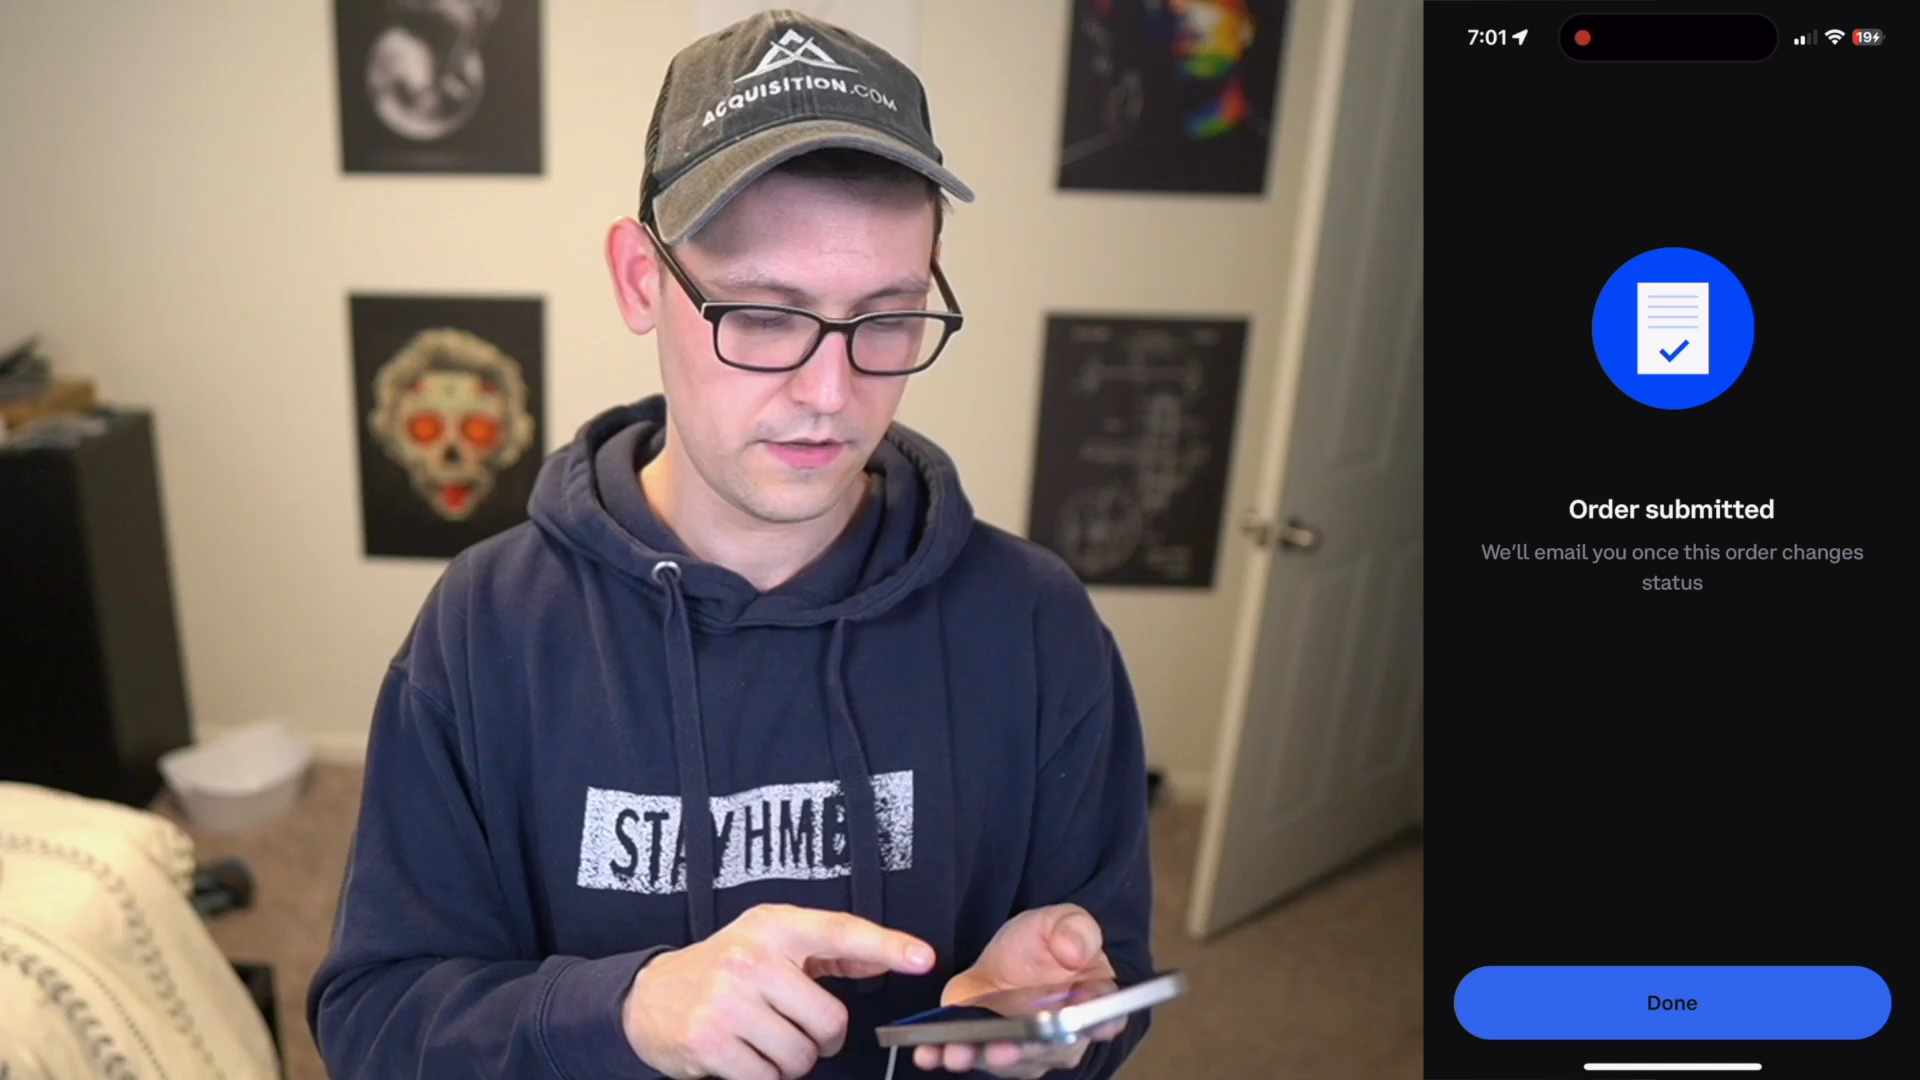 ACQUISITION.COM
STAYHMBL
7:01
19
Order submitted
We'll email you once this order changes
status
Done